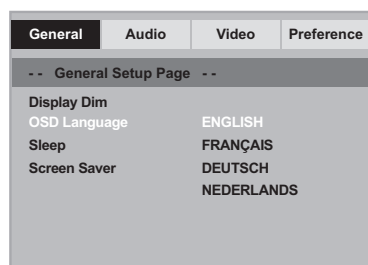 General Audio Video Preference
-- General Setup Page --
Display Dim
OSD Language ENGLISH
Sleep FRANÇAIS
Screen Saver DEUTSCH
NEDERLANDS